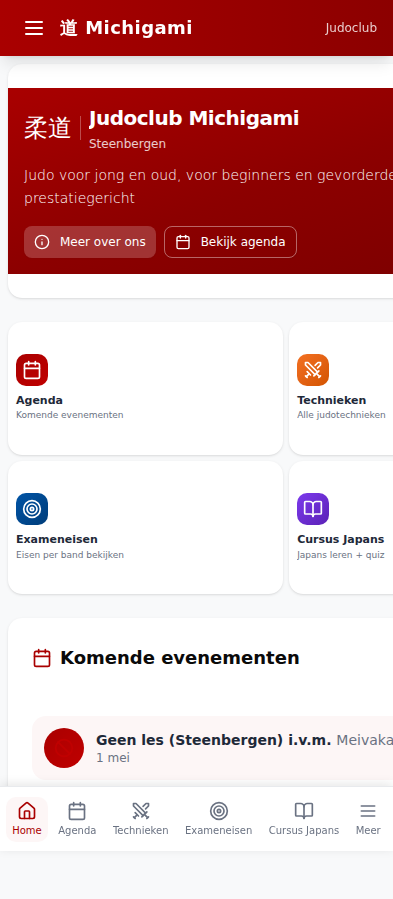 道 Michigami
Judoclub
柔道
Judoclub Michigami
Steenbergen
Judo voor jong en oud, voor beginners en gevorderde
prestatiegericht
Meer over ons
Bekijk agenda
Agenda
Komende evenementen
Technieken
Alle judotechnieken
Exameneisen
Eisen per band bekijken
Cursus Japans
Japans leren + quiz
Komende evenementen
Geen les (Steenbergen) i.v.m. Meivaka
1 mei
Home
Agenda
Technieken
Exameneisen
Cursus Japans
Meer